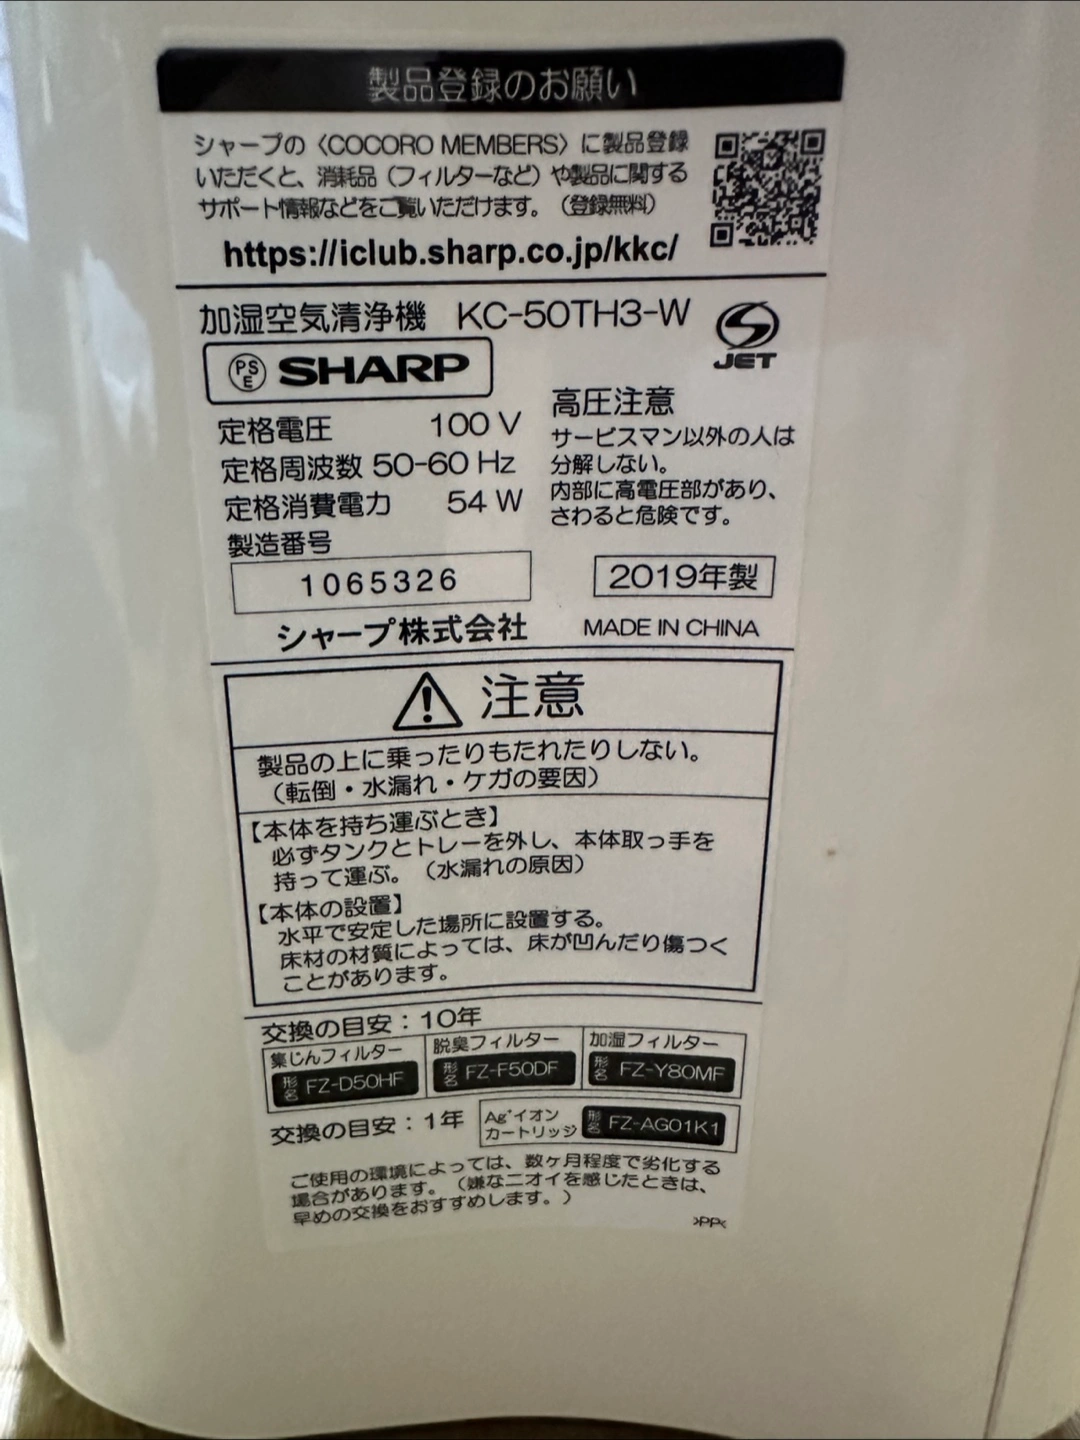 製品登録のお願い
シャープの〈COCORO MEMBERS〉に製品登録
いただくと、消耗品（フィルターなど）や製品に関する
サポート情報などをご覧いただけます。（登録無料）
https://iclub.sharp.co.jp/kkc/
加湿空気清浄機 KC-50TH3-W
JET
PSE SHARP
定格電圧 100 V
定格周波数 50-60 Hz
定格消費電力 54 W
製造番号
1065326
高圧注意
サービスマン以外の人は
分解しない。
内部に高電圧部があり、
さわると危険です。
2019年製
シャープ株式会社 MADE IN CHINA
注意
製品の上に乗ったりもたれたりしない。
（転倒・水漏れ・ケガの要因）
【本体を持ち運ぶとき】
必ずタンクとトレーを外し、本体取っ手を
持って運ぶ。（水漏れの原因）
【本体の設置】
水平で安定した場所に設置する。
床材の材質によっては、床が凹んだり傷つく
ことがあります。
交換の目安：10年
集じんフィルター
形名 FZ-D50HF
脱臭フィルター
形名 FZ-F50DF
加湿フィルター
形名 FZ-Y80MF
交換の目安：1年
Ag⁺イオン
カートリッジ
形名 FZ-AG01K1
ご使用の環境によっては、数ヶ月程度で劣化する
場合があります。（嫌なニオイを感じたときは、
早めの交換をおすすめします。）
>PP<